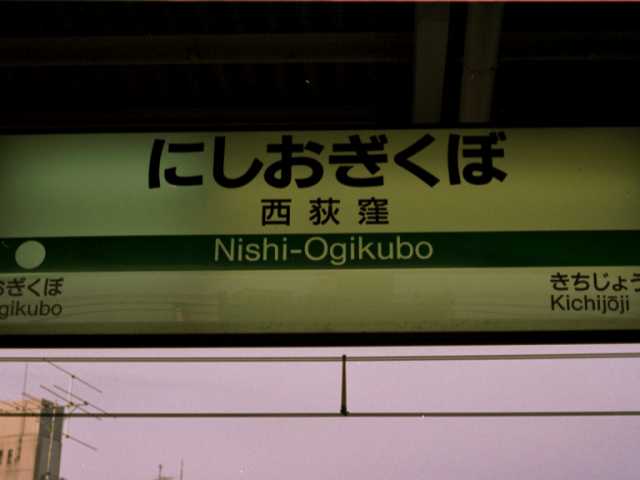 にしおぎくぼ
西荻窪
Nishi-Ogikubo
おぎくぼ
gikubo
きちじょう
Kichijōji